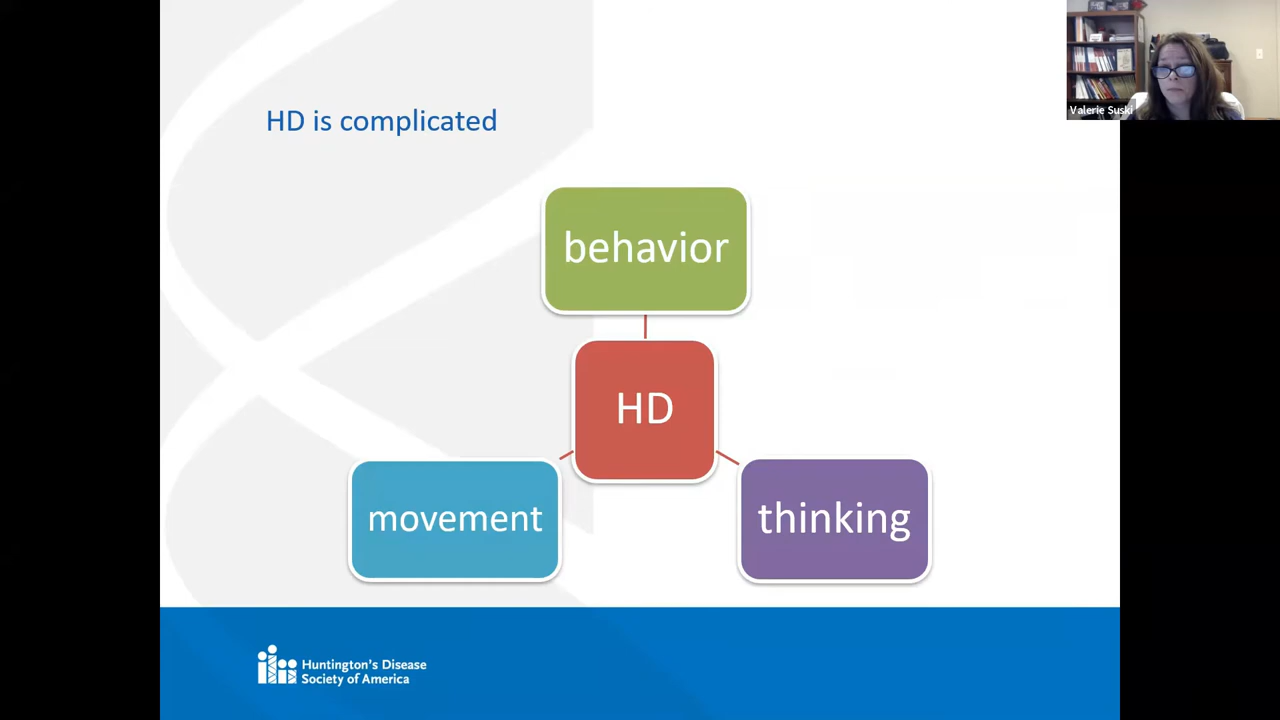 HD is complicated
behavior
HD
movement
thinking
Huntington's Disease
Society of America
Valerie Suski